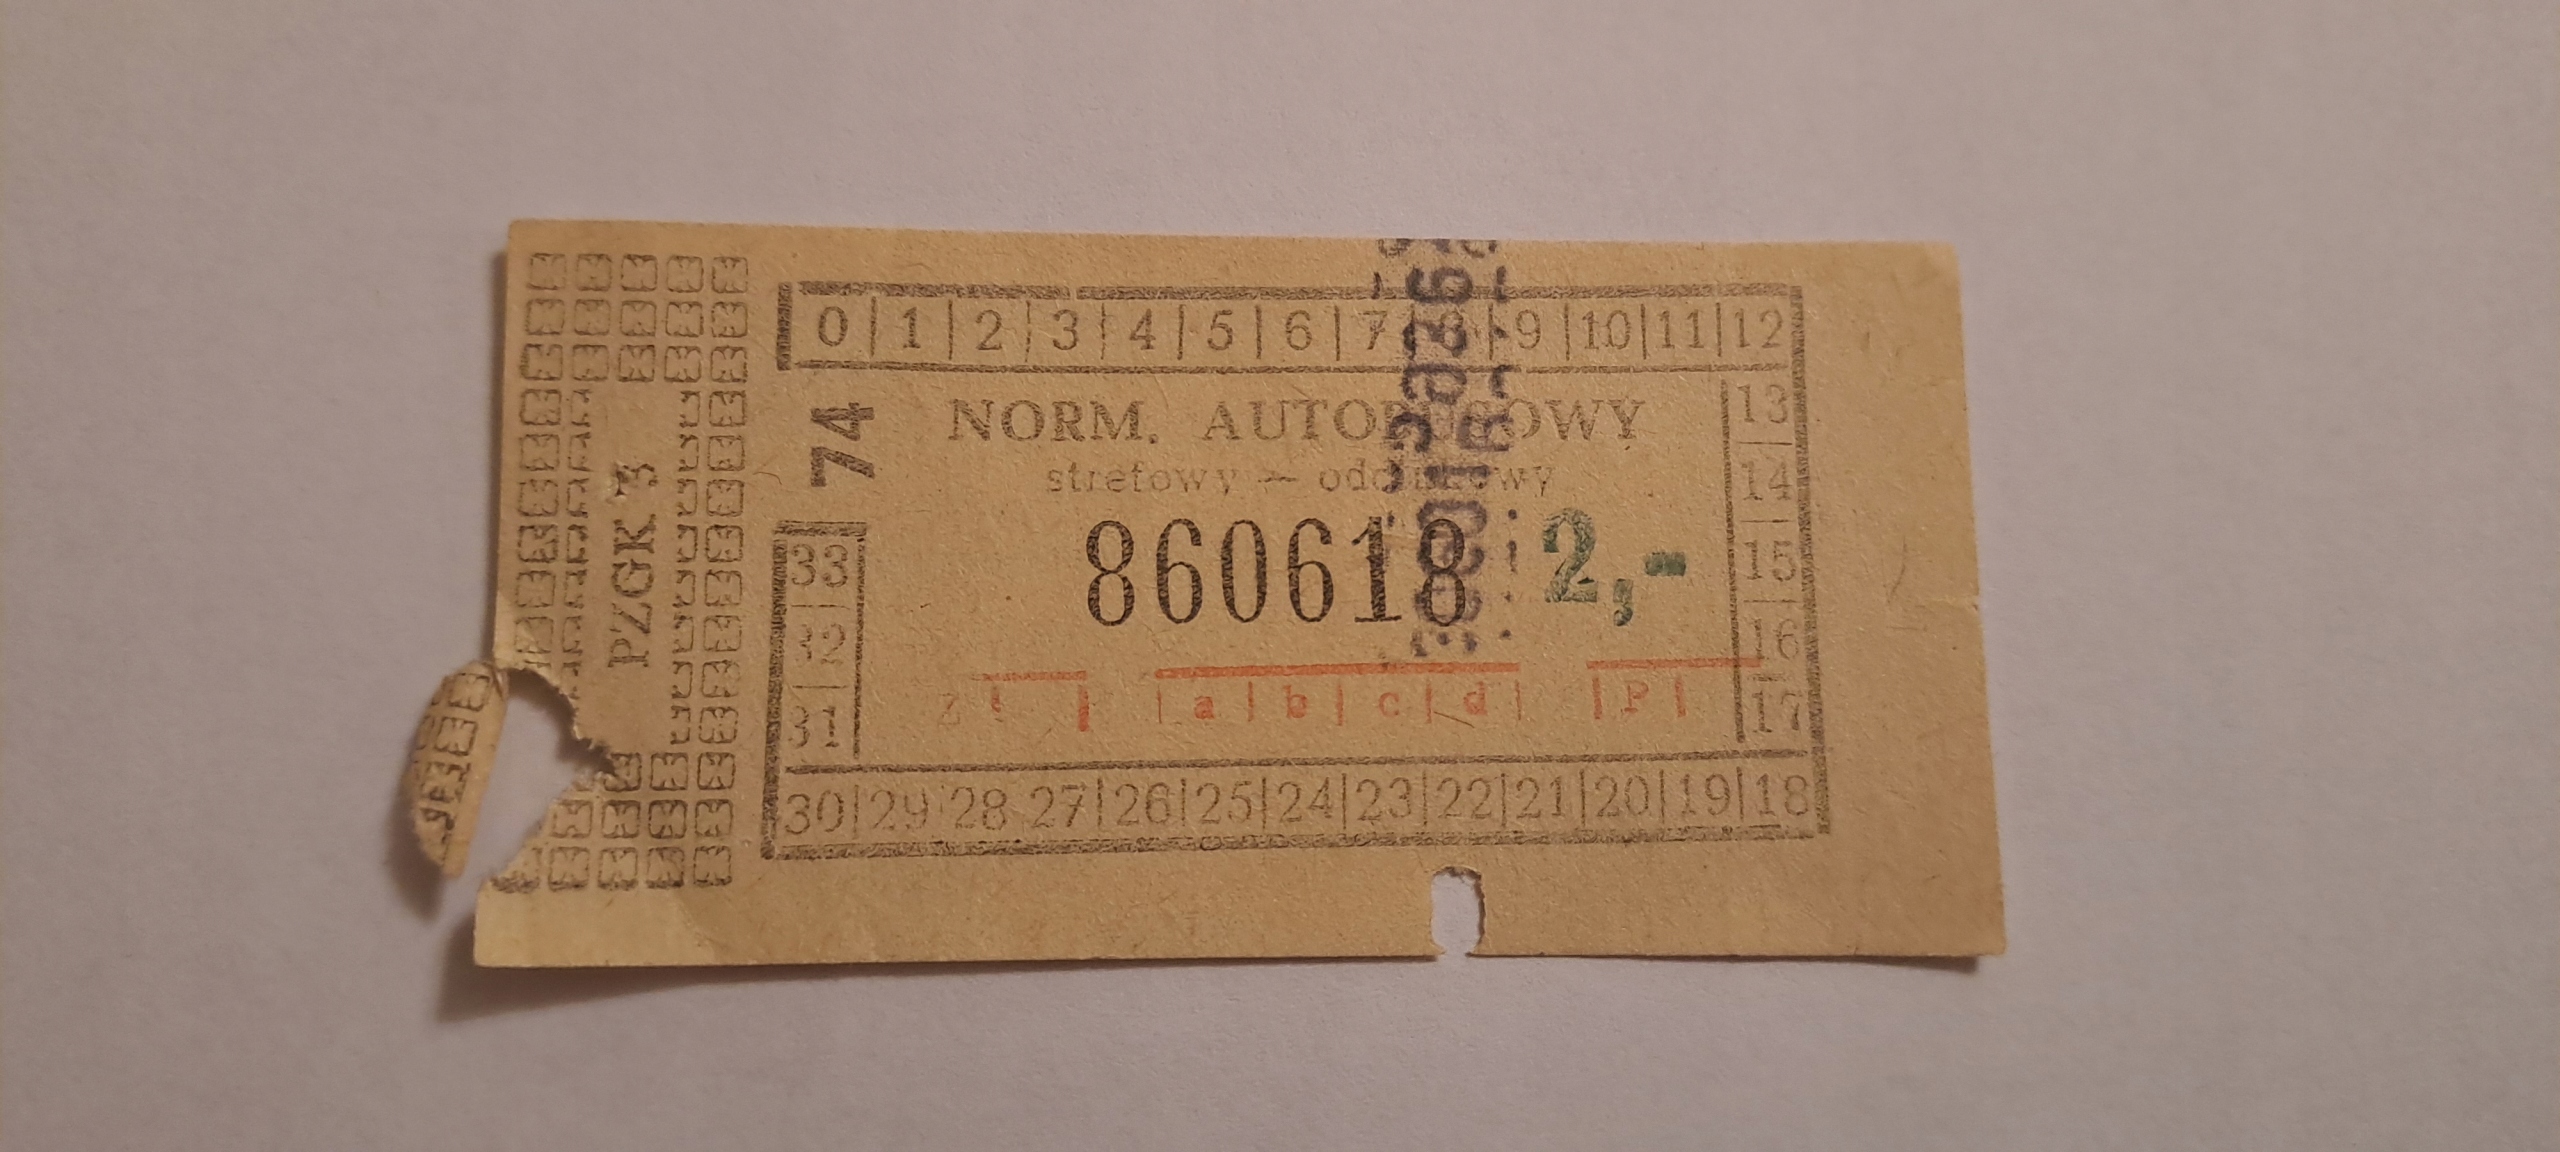 0 1 2 3 4 5 6 7 9 10 11 12
74 NORM. AUTOBUSOWY 13
strefowy — odcinkowy 14
PZGK 3
33 860618 2,- 15
32 16
31 a b c d P 17
30 29 28 27 26 25 24 23 22 21 20 19 18